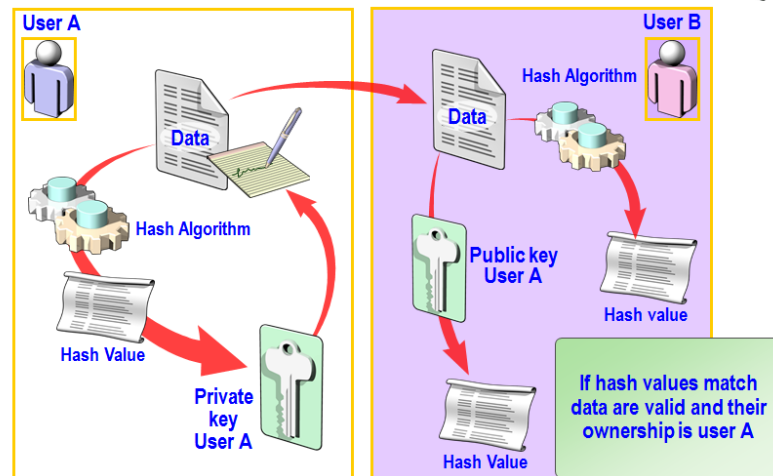 User A
Data
Hash Algorithm
Hash Value
Private
key
User A
User B
Hash Algorithm
Data
Public key
User A
Hash value
Hash Value
If hash values match
data are valid and their
ownership is user A